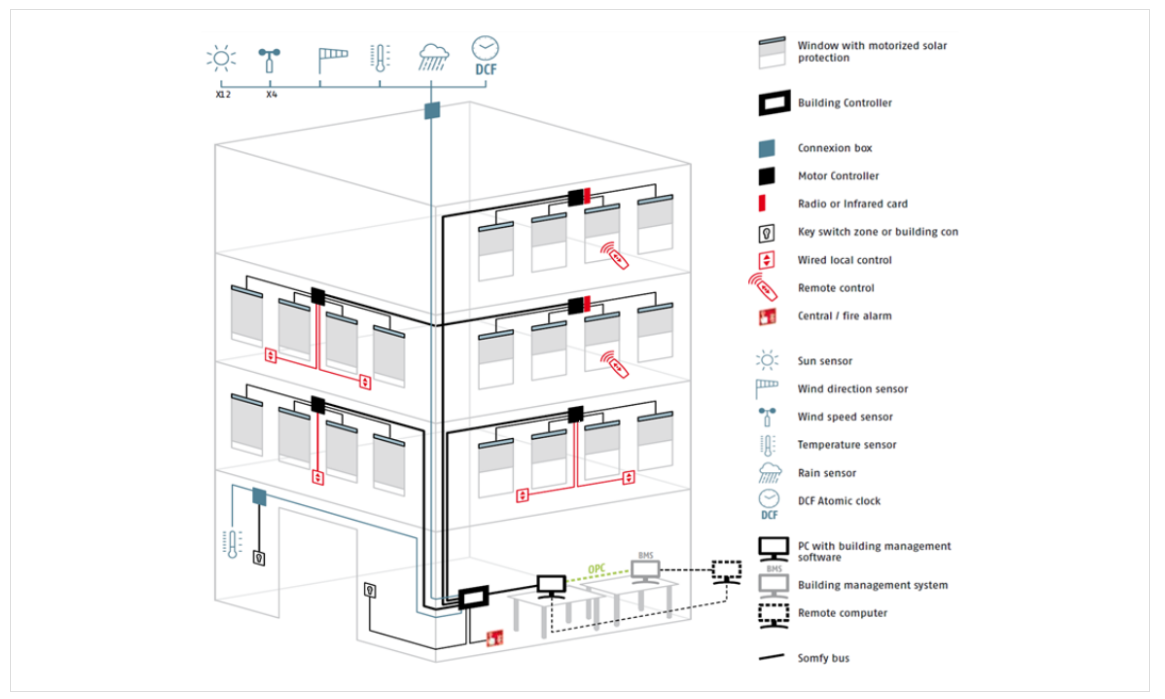 DCF
X12
X4
OPC
BMS
Window with motorized solar
protection
Building Controller
Connexion box
Motor Controller
Radio or Infrared card
Key switch zone or building con
Wired local control
Remote control
Central / fire alarm
Sun sensor
Wind direction sensor
Wind speed sensor
Temperature sensor
Rain sensor
DCF Atomic clock
DCF
PC with building management
software
BMS
Building management system
Remote computer
Somfy bus